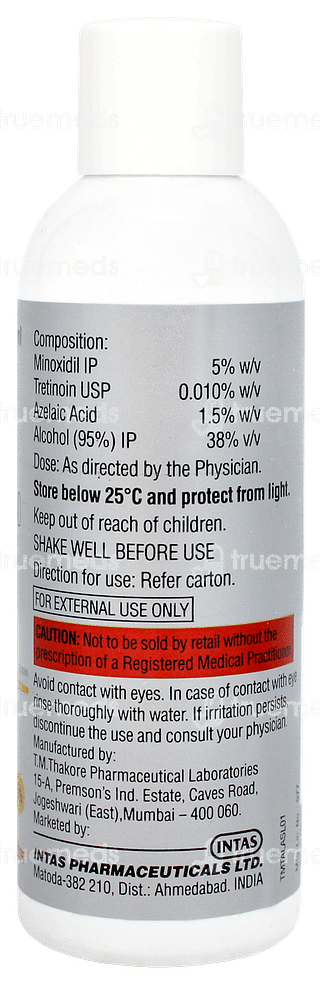 Composition:
Minoxidil IP 5% w/v
Tretinoin USP 0.010% w/v
Azelaic Acid 1.5% w/v
Alcohol (95%) IP 38% v/v
Dose: As directed by the Physician.
Store below 25°C and protect from light.
Keep out of reach of children.
SHAKE WELL BEFORE USE
Direction for use: Refer carton.
FOR EXTERNAL USE ONLY
CAUTION: Not to be sold by retail without the
prescription of a Registered Medical Practitioner.
Avoid contact with eyes. In case of contact with eye
rinse thoroughly with water. If irritation persists,
discontinue the use and consult your physician.
Manufactured by:
T.M.Thakore Pharmaceutical Laboratories
15-A, Premson's Ind. Estate, Caves Road,
Jogeshwari (East),Mumbai – 400 060.
Marketed by:
INTAS
INTAS PHARMACEUTICALS LTD.
Matoda-382 210, Dist.: Ahmedabad. INDIA
truemeds